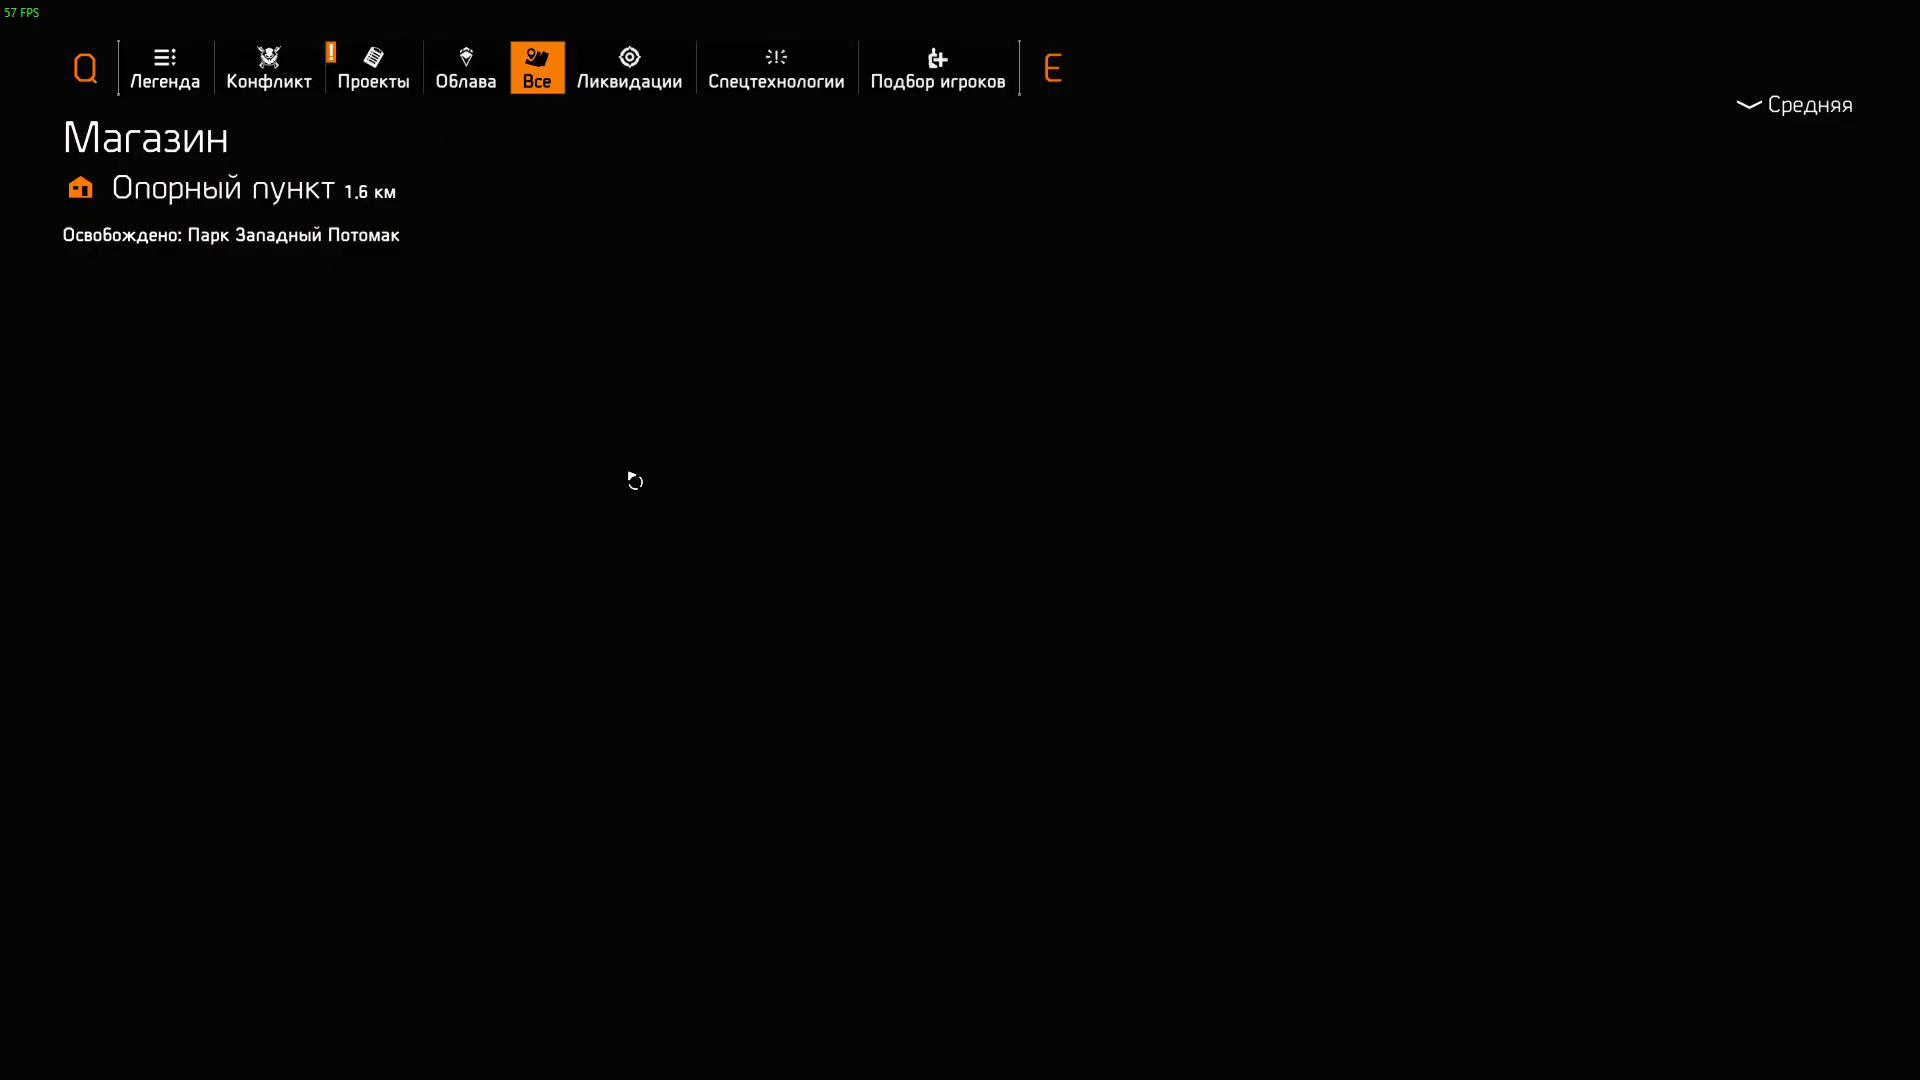 57 FPS
Q Легенда Конфликт ! Проекты Облава Все Ликвидации Спецтехнологии Подбор игроков E
Средняя
Магазин
Опорный пункт 1.6 км
Освобождено: Парк Западный Потомак